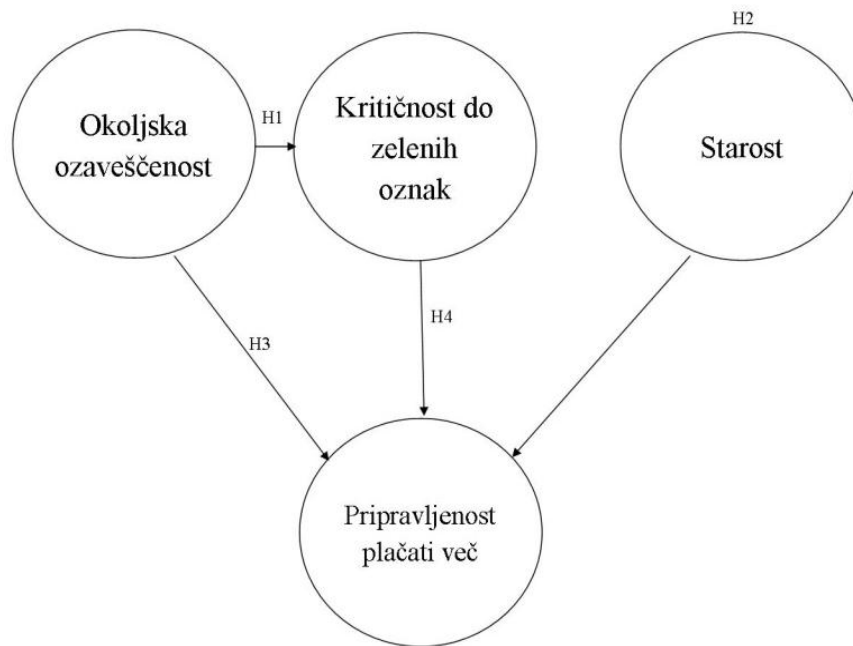 H2
H1
Okoljska
ozaveščenost
Kritičnost do
zelenih
oznak
Starost
H3
H4
Pripravljenost
plačati več